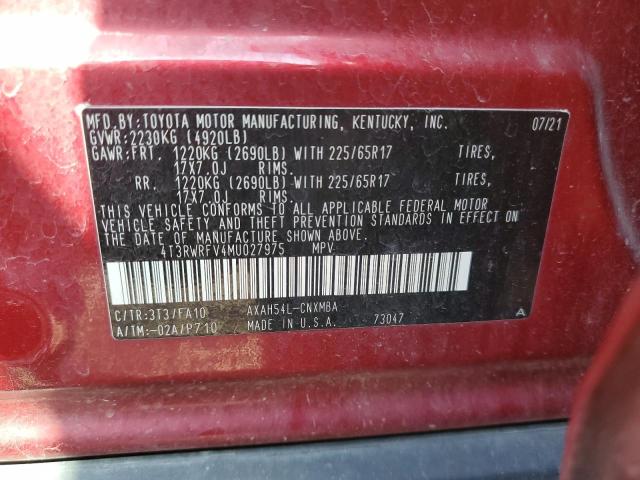 MFD.BY:TOYOTA MOTOR MANUFACTURING, KENTUCKY, INC. 07/21
GVWR:2230KG (4920LB)
GAWR:FRT. 1220KG (2690LB) WITH 225/65R17 TIRES,
17X7.0J RIMS.
RR. 1220KG (2690LB) WITH 225/65R17 TIRES,
17X7.0J RIMS.
THIS VEHICLE CONFORMS TO ALL APPLICABLE FEDERAL MOTOR
VEHICLE SAFETY AND THEFT PREVENTION STANDARDS IN EFFECT ON
THE DATE OF MANUFACTURE SHOWN ABOVE.
4T3RWRFV4MU027975 MPV
C/TR:3T3/FA10 AXAH54L-CNXMBA
A/TM:-02A/P710 MADE IN U.S.A. 73047 A